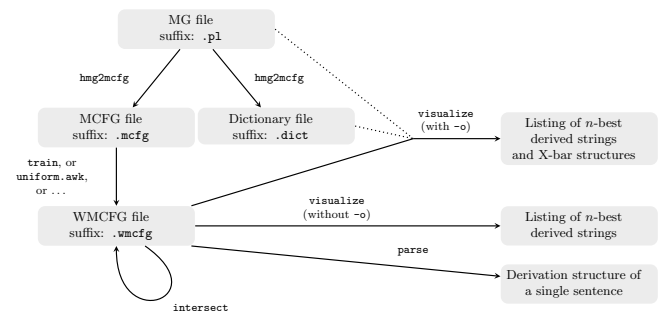 MG file
suffix: .pl
hmg2mcfg
hmg2mcfg
MCFG file
suffix: .mcfg
Dictionary file
suffix: .dict
visualize
(with -o)
Listing of n-best
derived strings
and X-bar structures
train, or
uniform.awk,
or ...
WMCFG file
suffix: .wmcfg
visualize
(without -o)
Listing of n-best
derived strings
parse
Derivation structure of
a single sentence
intersect